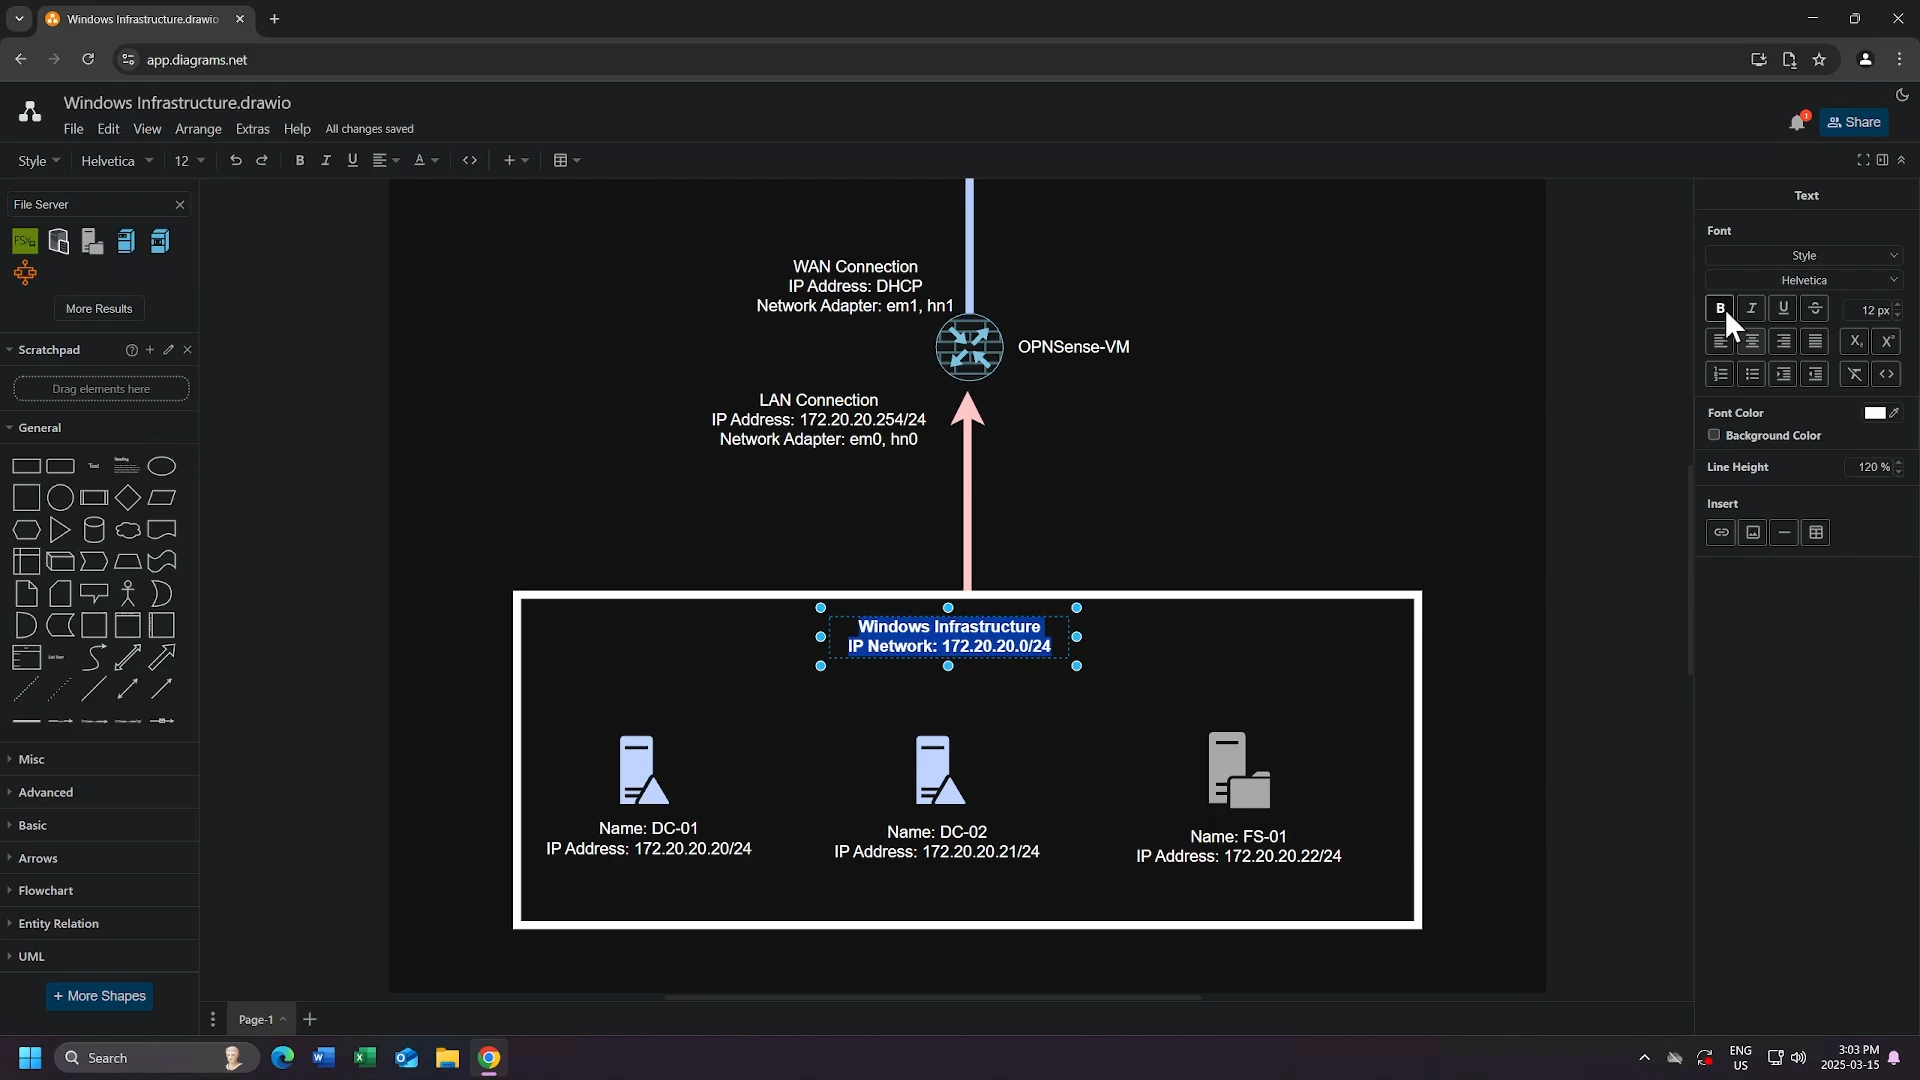 Windows Infrastructure.drawio
app.diagrams.net
Windows Infrastructure.drawio
File Edit View Arrange Extras Help All changes saved
1
Share
Style Helvetica 12 B I U A
File Server
FSx
More Results
Scratchpad
Drag elements here
General
Text
Heading
List Item
Misc
Advanced
Basic
Arrows
Flowchart
Entity Relation
UML
+ More Shapes
WAN Connection
IP Address: DHCP
Network Adapter: em1, hn1
OPNSense-VM
LAN Connection
IP Address: 172.20.20.254/24
Network Adapter: em0, hn0
Windows Infrastructure
IP Network: 172.20.20.0/24
Name: DC-01
IP Address: 172.20.20.20/24
Name: DC-02
IP Address: 172.20.20.21/24
Name: FS-01
IP Address: 172.20.20.22/24
Text
Font
Style
Helvetica
B I U S 12 px
Font Color
Background Color
Line Height 120 %
Insert
Page-1
Search
ENG
US
3:03 PM
2025-03-15